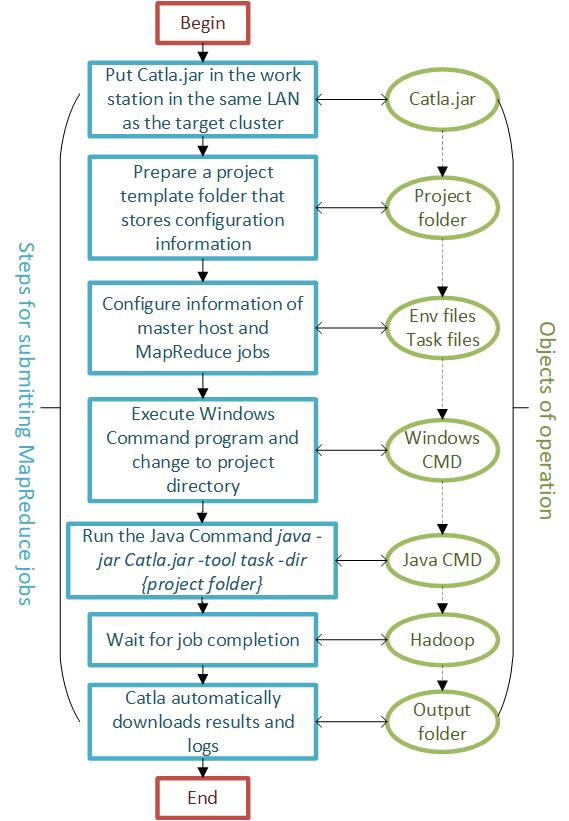 Begin
Put Catla.jar in the work
station in the same LAN
as the target cluster
Catla.jar
Prepare a project
template folder that
stores configuration
information
Project
folder
Configure information of
master host and
MapReduce jobs
Env files
Task files
Execute Windows
Command program and
change to project
directory
Windows
CMD
Run the Java Command java -
jar Catla.jar -tool task -dir
{project folder}
Java CMD
Wait for job completion
Hadoop
Catla automatically
downloads results and
logs
Output
folder
End
Steps for submitting MapReduce jobs
Objects of operation